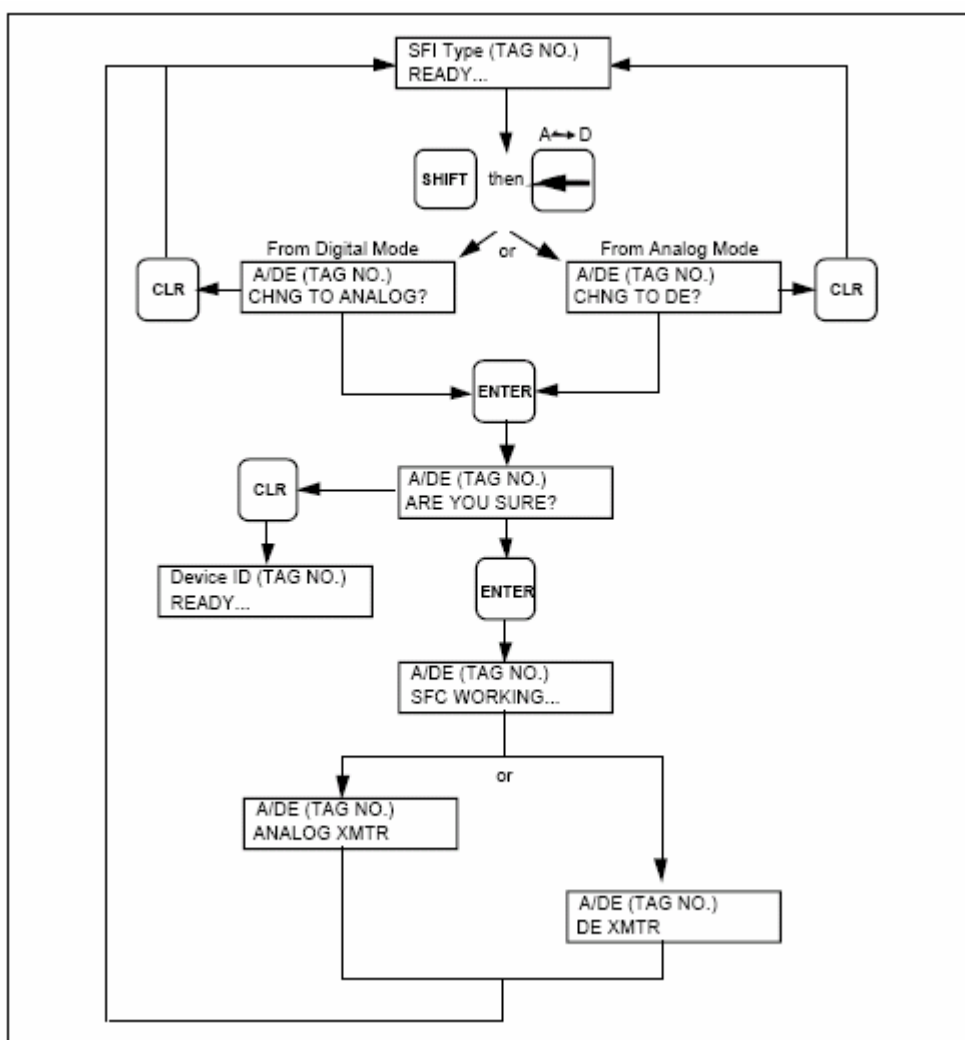 SFI Type (TAG NO.)
READY...
A D
SHIFT
then
From Digital Mode
or
From Analog Mode
CLR
A/DE (TAG NO.)
CHNG TO ANALOG?
A/DE (TAG NO.)
CHNG TO DE?
CLR
ENTER
CLR
A/DE (TAG NO.)
ARE YOU SURE?
Device ID (TAG NO.)
READY...
ENTER
A/DE (TAG NO.)
SFC WORKING...
or
A/DE (TAG NO.)
ANALOG XMTR
A/DE (TAG NO.)
DE XMTR